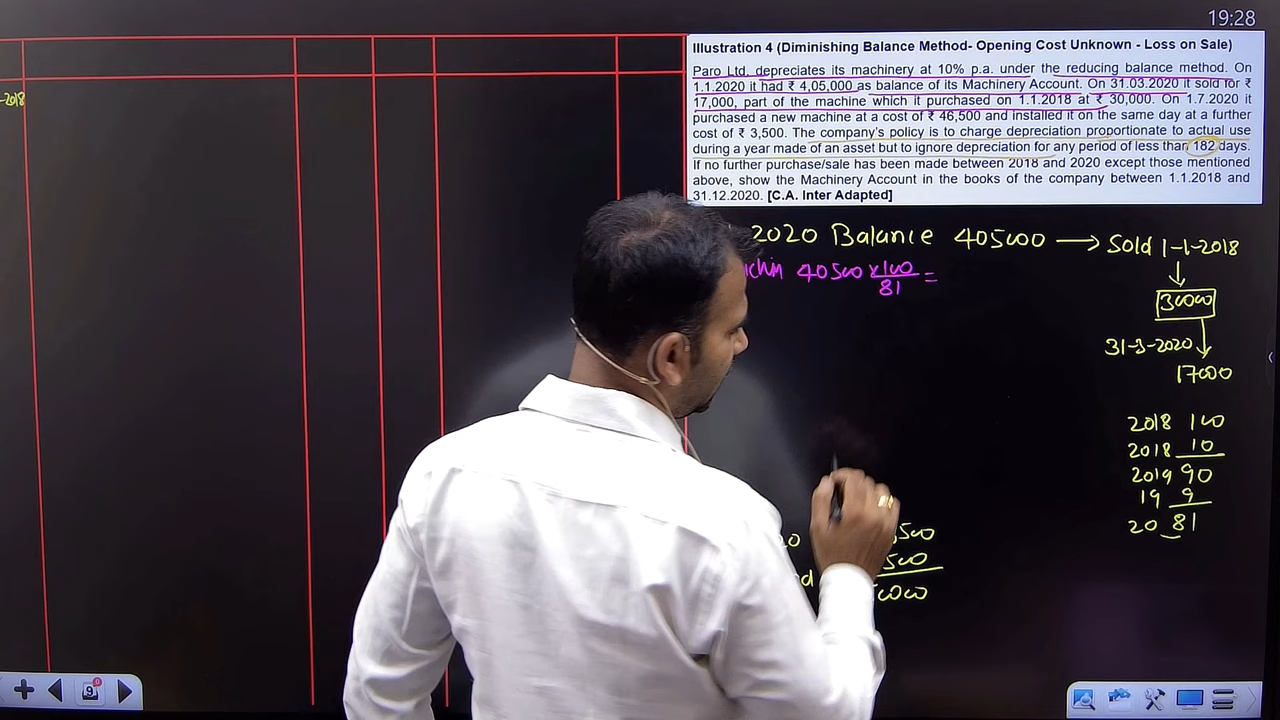 19:28
Illustration 4 (Diminishing Balance Method- Opening Cost Unknown - Loss on Sale)
Paro Ltd. depreciates its machinery at 10% p.a. under the reducing balance method. On
1.1.2020 it had ₹ 4,05,000 as balance of its Machinery Account. On 31.03.2020 it sold for ₹
17,000, part of the machine which it purchased on 1.1.2018 at ₹ 30,000. On 1.7.2020 it
purchased a new machine at a cost of ₹ 46,500 and installed it on the same day at a further
cost of ₹ 3,500. The company's policy is to charge depreciation proportionate to actual use
during a year made of an asset but to ignore depreciation for any period of less than 182 days.
If no further purchase/sale has been made between 2018 and 2020 except those mentioned
above, show the Machinery Account in the books of the company between 1.1.2018 and
31.12.2020. [C.A. Inter Adapted]
-2018
2020 Balance 405000 → Sold 1-1-2018
40500 x 100
81 =
30000
31-3-2020
17000
2018 100
2018 10
2019 90
19 9
20 81
500
500
000
9